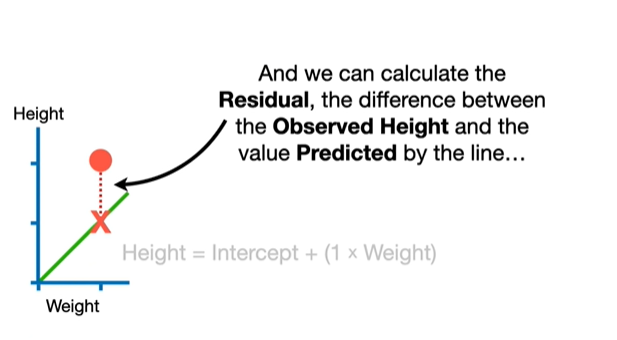 And we can calculate the
Residual, the difference between
the Observed Height and the
value Predicted by the line…
Height
Height = Intercept + (1 × Weight)
Weight